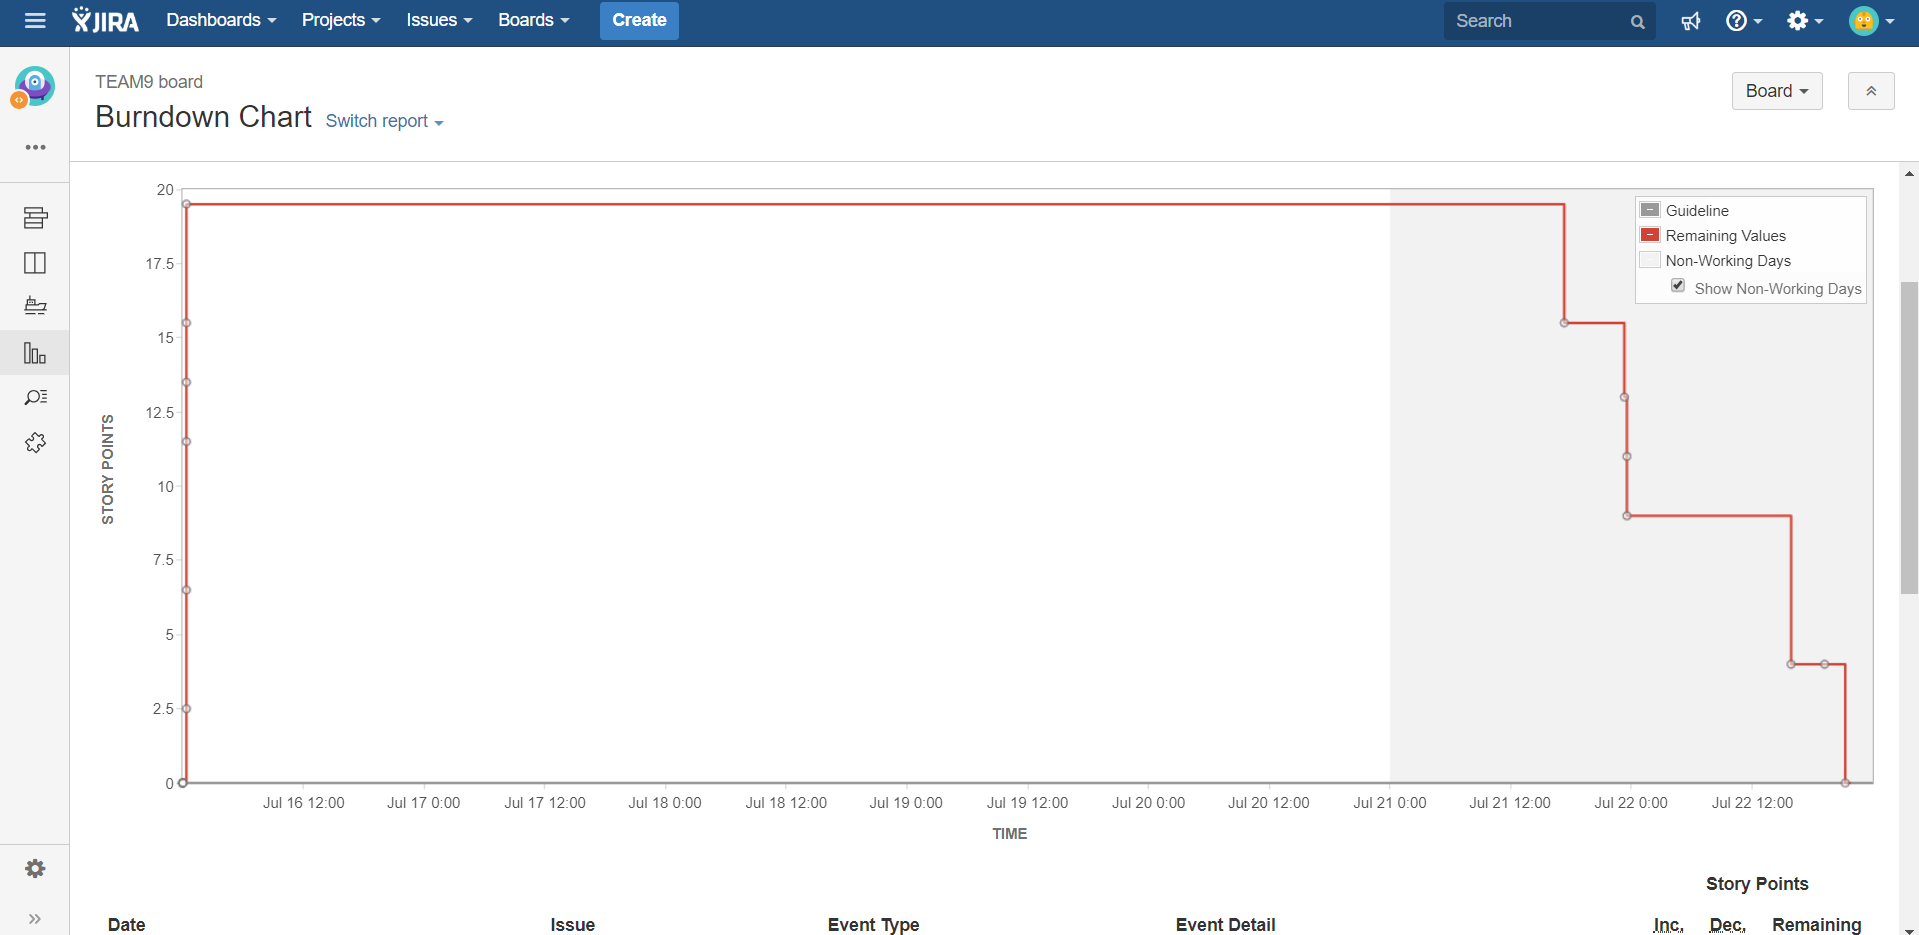 JIRA Dashboards Projects Issues Boards Create Search
TEAM9 board
Burndown Chart Switch report
Board
20
17.5
15
12.5
10
7.5
5
2.5
0
STORY POINTS
Guideline
Remaining Values
Non-Working Days
Show Non-Working Days
Jul 16 12:00 Jul 17 0:00 Jul 17 12:00 Jul 18 0:00 Jul 18 12:00 Jul 19 0:00 Jul 19 12:00 Jul 20 0:00 Jul 20 12:00 Jul 21 0:00 Jul 21 12:00 Jul 22 0:00 Jul 22 12:00
TIME
Story Points
Date Issue Event Type Event Detail Inc. Dec. Remaining